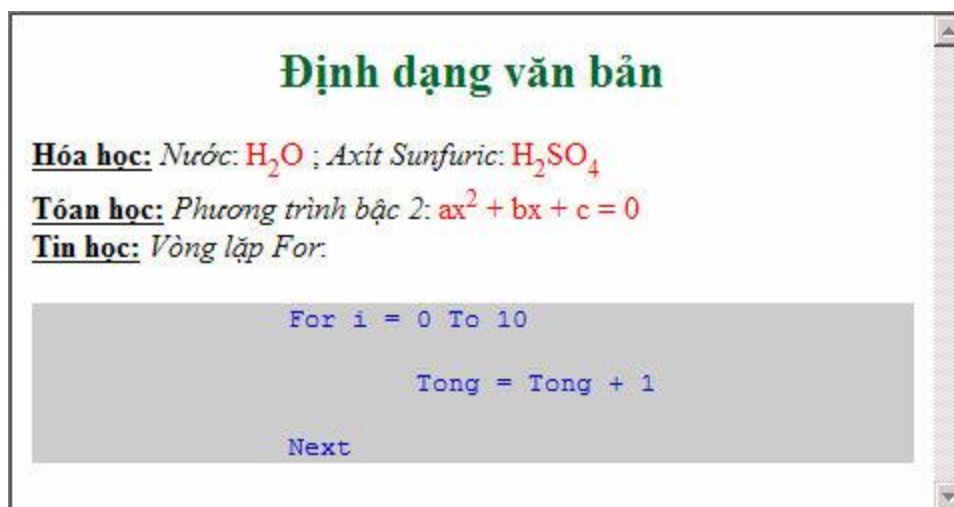 Định dạng văn bản
Hóa học: Nước: H₂O ; Axít Sunfuric: H₂SO₄
Tóan học: Phương trình bậc 2: ax² + bx + c = 0
Tin học: Vòng lặp For:
For i = 0 To 10
Tong = Tong + 1
Next